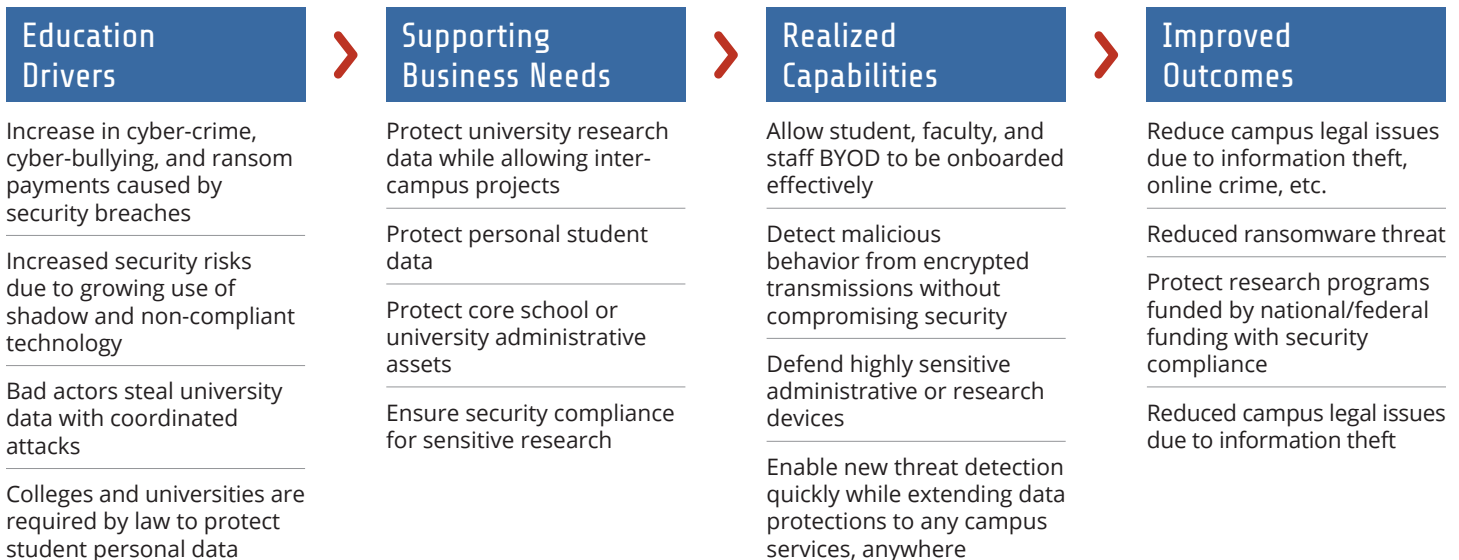 Education
Drivers
Increase in cyber-crime,
cyber-bullying, and ransom
payments caused by
security breaches
Increased security risks
due to growing use of
shadow and non-compliant
technology
Bad actors steal university
data with coordinated
attacks
Colleges and universities are
required by law to protect
student personal data
Supporting
Business Needs
Protect university research
data while allowing inter-
campus projects
Protect personal student
data
Protect core school or
university administrative
assets
Ensure security compliance
for sensitive research
Realized
Capabilities
Allow student, faculty, and
staff BYOD to be onboarded
effectively
Detect malicious
behavior from encrypted
transmissions without
compromising security
Defend highly sensitive
administrative or research
devices
Enable new threat detection
quickly while extending data
protections to any campus
services, anywhere
Improved
Outcomes
Reduce campus legal issues
due to information theft,
online crime, etc.
Reduced ransomware threat
Protect research programs
funded by national/federal
funding with security
compliance
Reduced campus legal issues
due to information theft